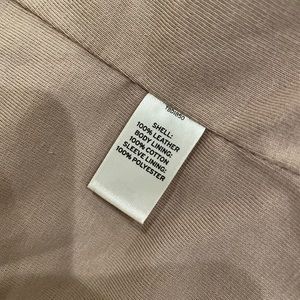 SHELL:
100% LEATHER
BODY LINING:
100% COTTON
SLEEVE LINING:
100% POLYESTER